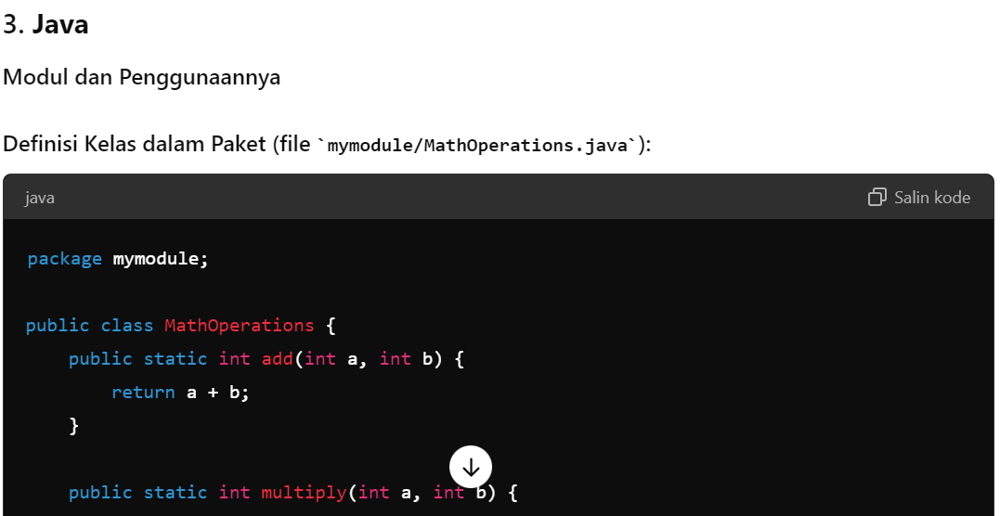 3. Java
Modul dan Penggunaannya
Definisi Kelas dalam Paket (file `mymodule/MathOperations.java`):
java
Salin kode
package mymodule;
public class MathOperations {
    public static int add(int a, int b) {
        return a + b;
    }
    public static int multiply(int a, int b) {